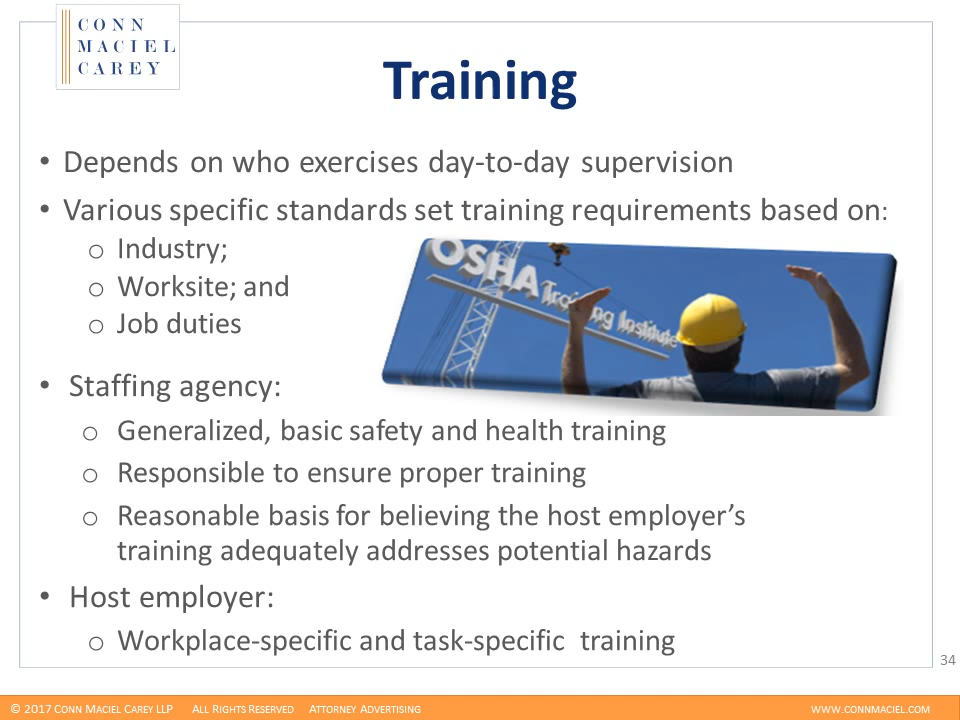 CONN
MACIEL
CAREY
Training
• Depends on who exercises day-to-day supervision
• Various specific standards set training requirements based on:
o Industry;
o Worksite; and
o Job duties
OSHA
Training Institute
• Staffing agency:
o Generalized, basic safety and health training
o Responsible to ensure proper training
o Reasonable basis for believing the host employer’s
training adequately addresses potential hazards
• Host employer:
o Workplace-specific and task-specific training
34
© 2017 CONN MACIEL CAREY LLP ALL RIGHTS RESERVED ATTORNEY ADVERTISING WWW.CONNMACIEL.COM